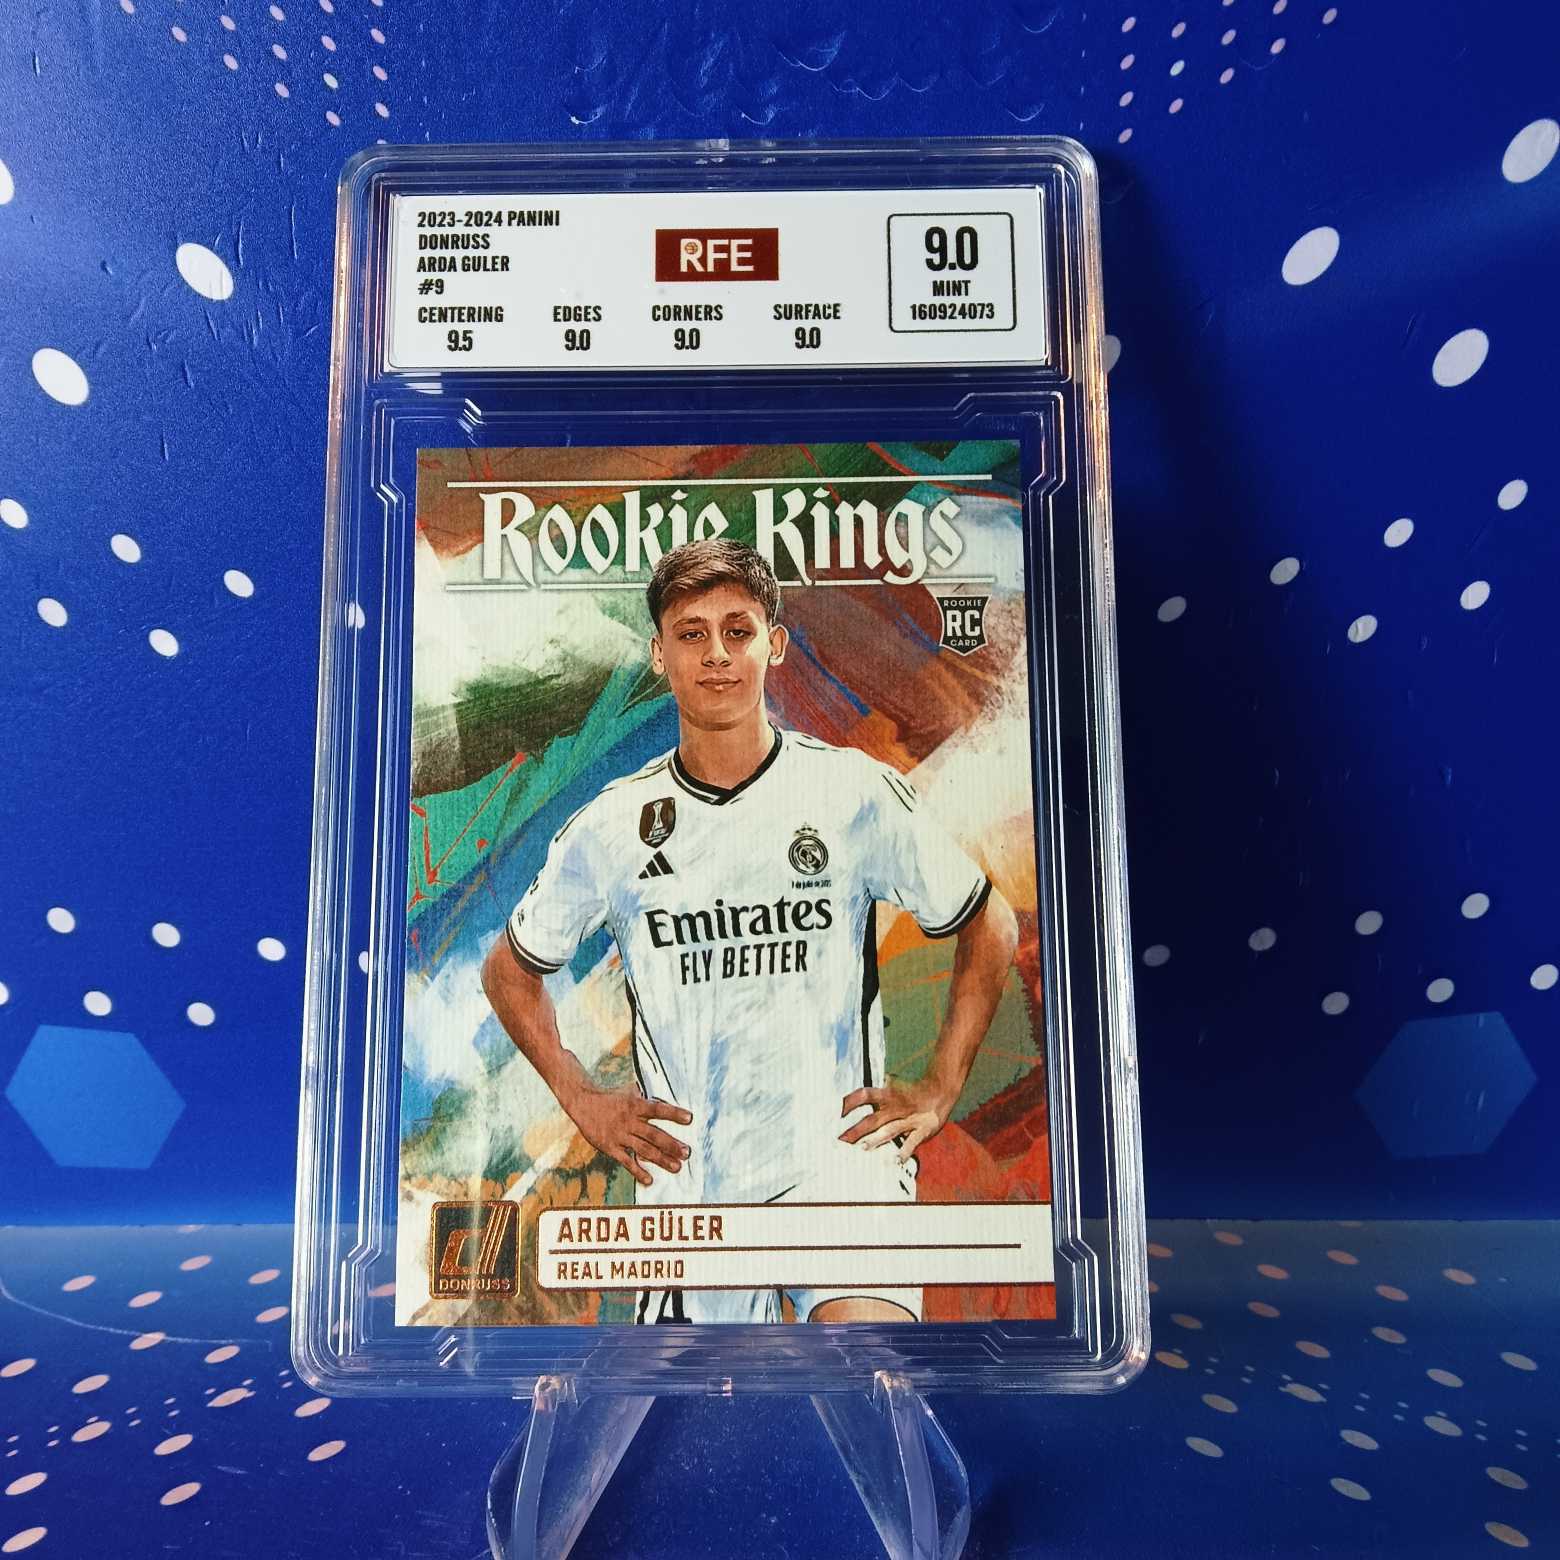 2023-2024 PANINI
DONRUSS
ARDA GULER
#9
RFE
9.0
MINT
160924073
CENTERING EDGES CORNERS SURFACE
9.5 9.0 9.0 9.0
Rookie Kings
ROOKIE
RC
CARD
Emirates
FLY BETTER
ARDA GÜLER
REAL MADRID
DONRUSS